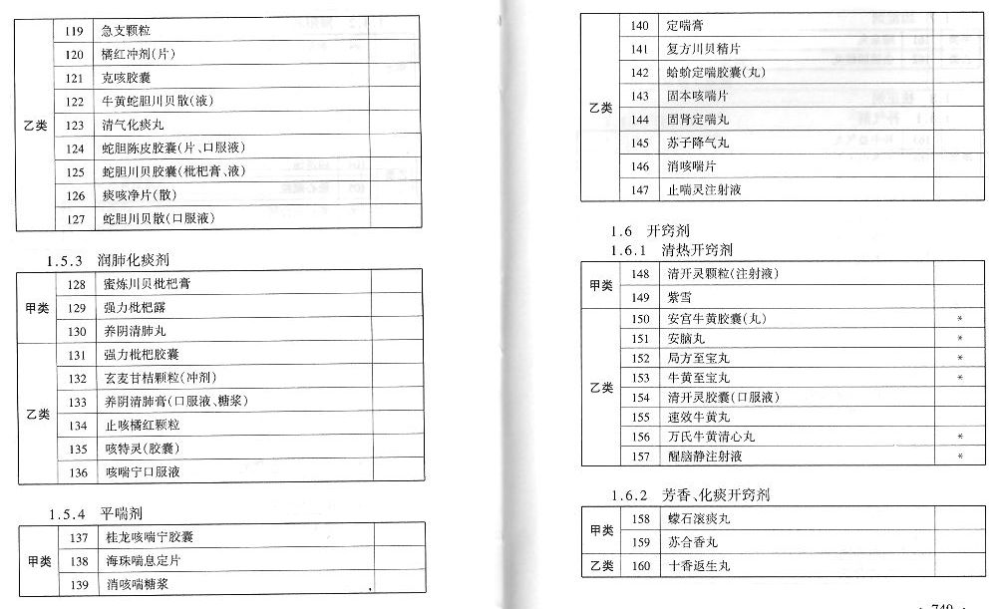 乙类
119 急支颗粒
120 橘红冲剂(片)
121 克咳胶囊
122 牛黄蛇胆川贝散(液)
123 清气化痰丸
124 蛇胆陈皮胶囊(片、口服液)
125 蛇胆川贝胶囊(枇杷膏、液)
126 痰咳净片(散)
127 蛇胆川贝散(口服液)
1.5.3 润肺化痰剂
甲类
128 蜜炼川贝枇杷膏
129 强力枇杷露
130 养阴清肺丸
乙类
131 强力枇杷胶囊
132 玄麦甘桔颗粒(冲剂)
133 养阴清肺膏(口服液、糖浆)
134 止咳橘红颗粒
135 咳特灵(胶囊)
136 咳喘宁口服液
1.5.4 平喘剂
甲类
137 桂龙咳喘宁胶囊
138 海珠喘息定片
139 消咳喘糖浆
乙类
140 定喘膏
141 复方川贝精片
142 蛤蚧定喘胶囊(丸)
143 固本咳喘片
144 固肾定喘丸
145 苏子降气丸
146 消咳喘片
147 止喘灵注射液
1.6 开窍剂
1.6.1 清热开窍剂
甲类
148 清开灵颗粒(注射液)
149 紫雪
乙类
150 安宫牛黄胶囊(丸) *
151 安脑丸 *
152 局方至宝丸 *
153 牛黄至宝丸 *
154 清开灵胶囊(口服液)
155 速效牛黄丸
156 万氏牛黄清心丸 *
157 醒脑静注射液 *
1.6.2 芳香、化痰开窍剂
甲类
158 礞石滚痰丸
159 苏合香丸
乙类 160 十香返生丸
· 749 ·